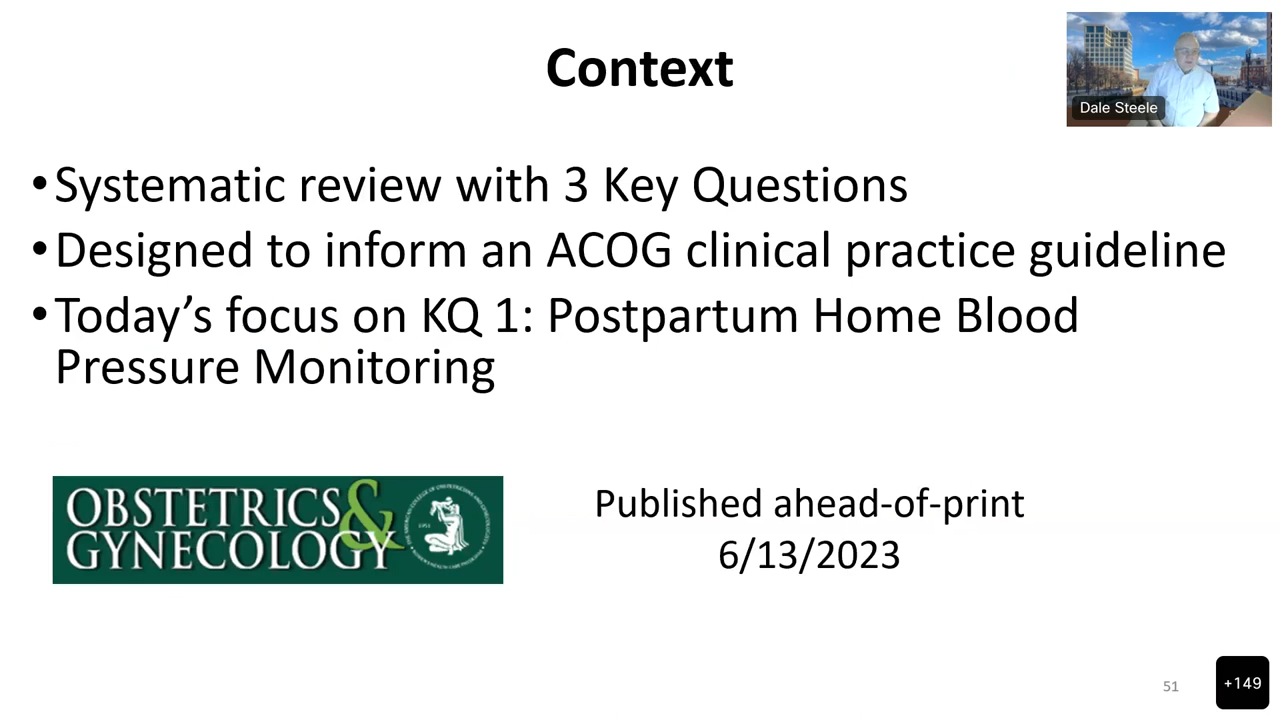 Context
Dale Steele
•Systematic review with 3 Key Questions
•Designed to inform an ACOG clinical practice guideline
•Today’s focus on KQ 1: Postpartum Home Blood
Pressure Monitoring
OBSTETRICS&
GYNECOLOGY
1951
Published ahead-of-print
6/13/2023
51
+149